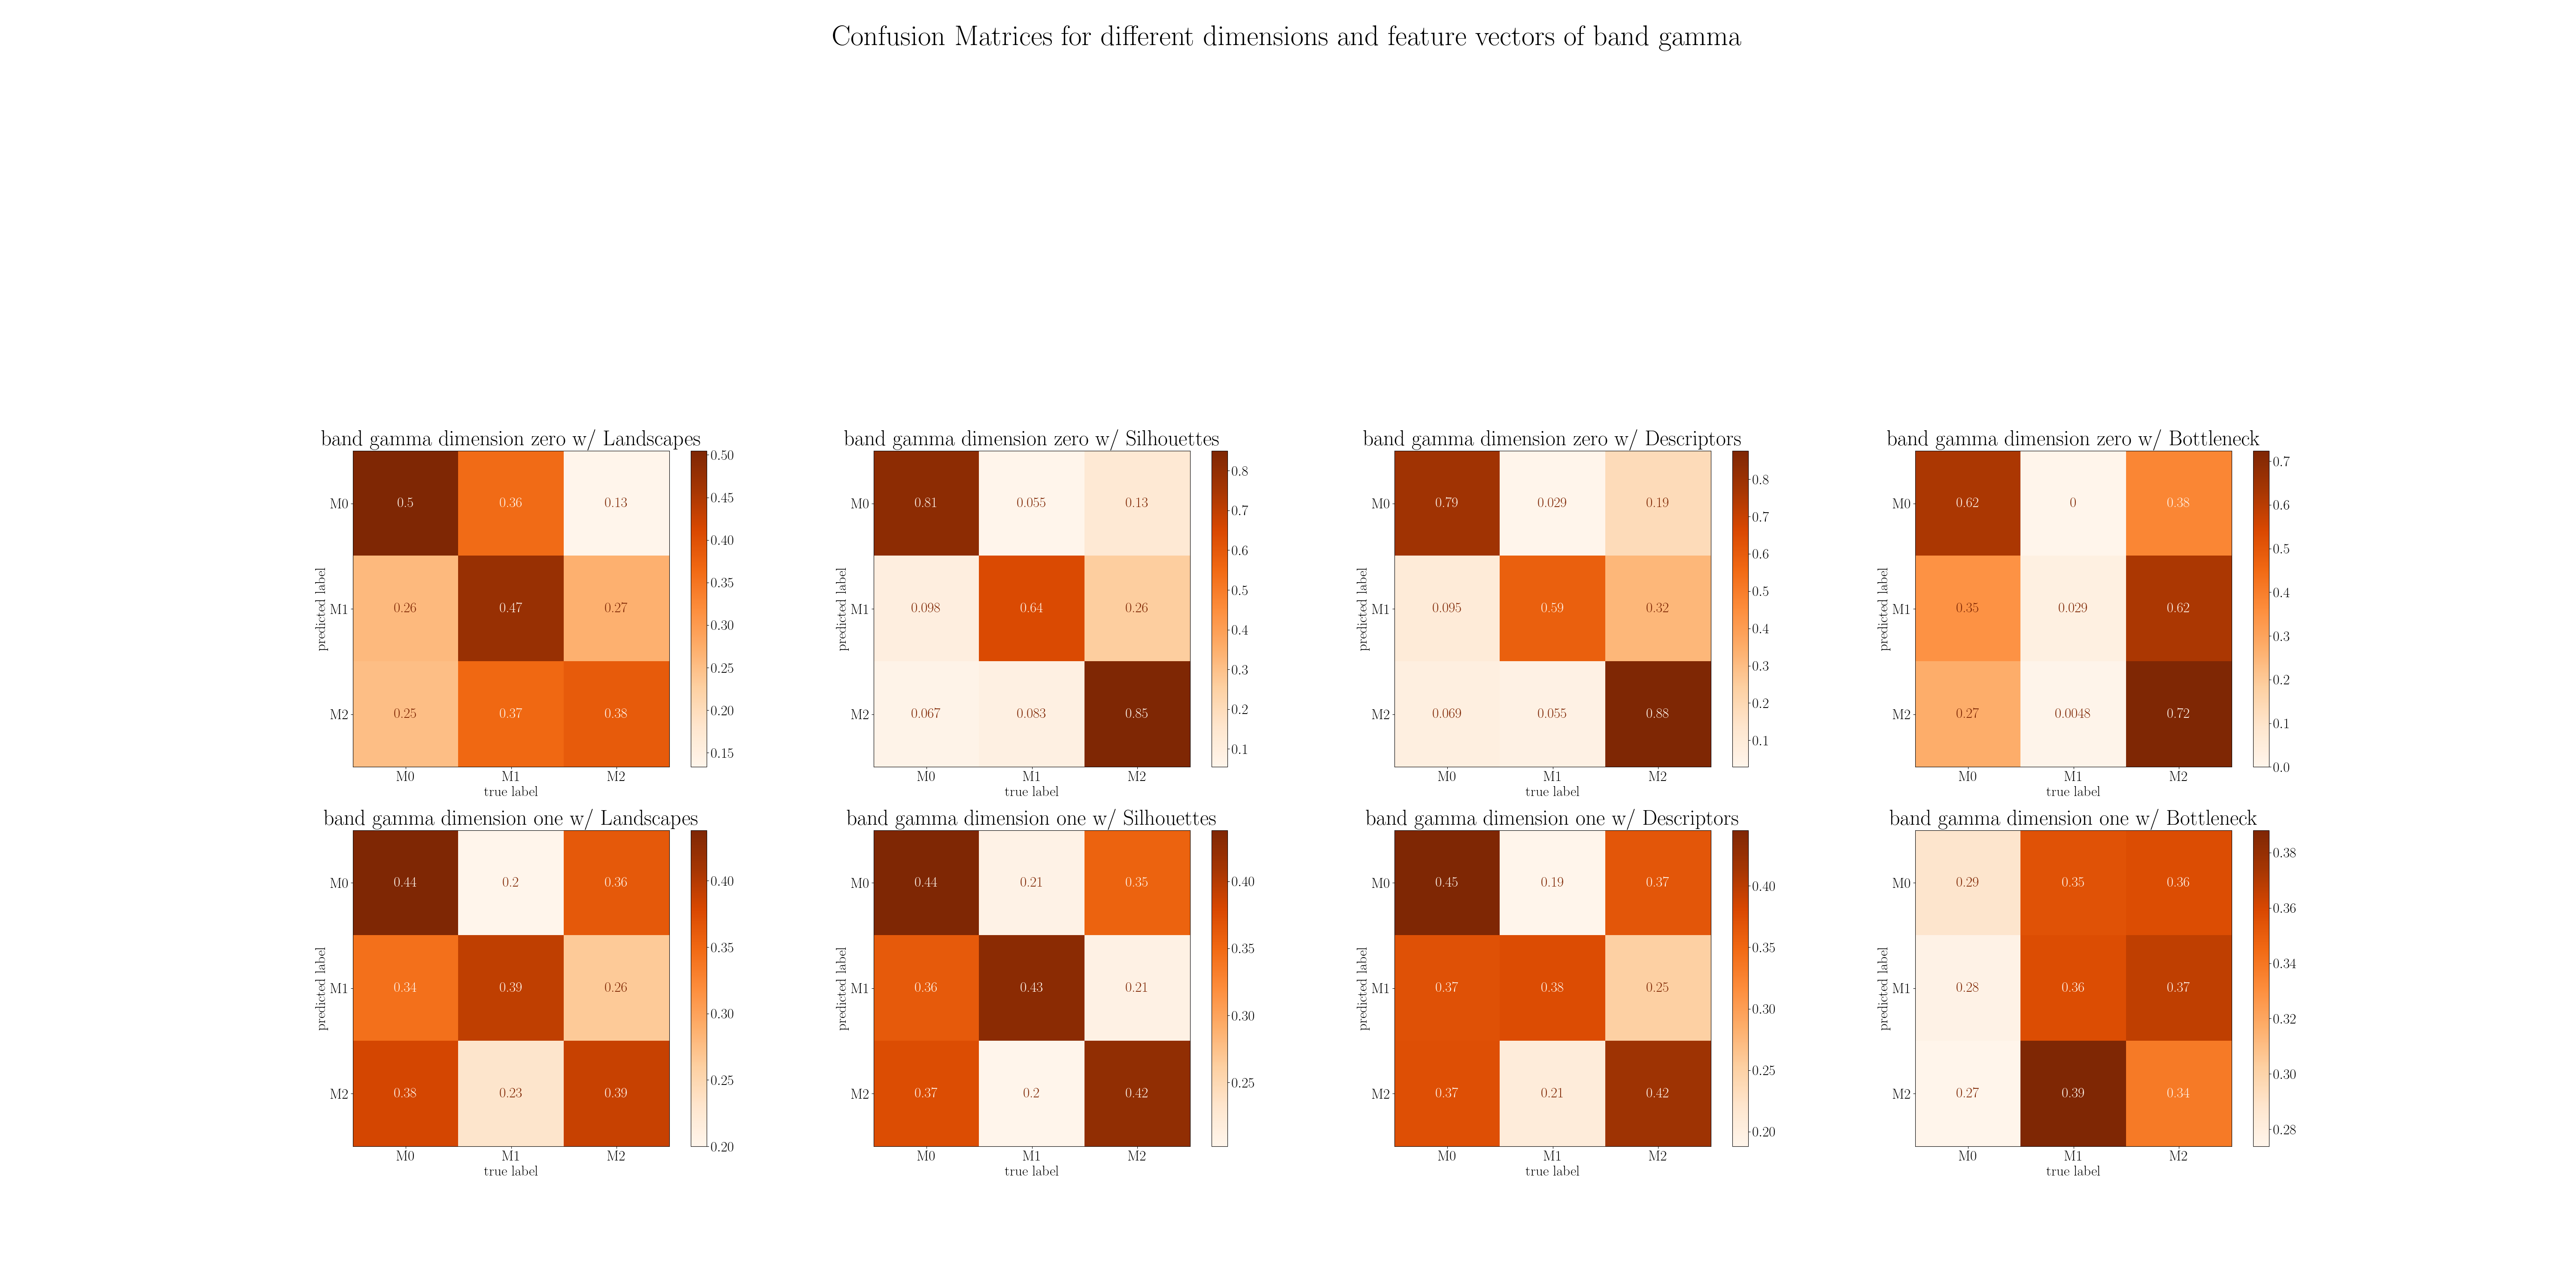 Confusion Matrices for different dimensions and feature vectors of band gamma
band gamma dimension zero w/ Landscapes
predicted label
M0 0.5 0.36 0.13
M1 0.26 0.47 0.27
M2 0.25 0.37 0.38
M0 M1 M2
true label
0.50
0.45
0.40
0.35
0.30
0.25
0.20
0.15
band gamma dimension zero w/ Silhouettes
predicted label
M0 0.81 0.055 0.13
M1 0.098 0.64 0.26
M2 0.067 0.083 0.85
M0 M1 M2
true label
0.8
0.7
0.6
0.5
0.4
0.3
0.2
0.1
band gamma dimension zero w/ Descriptors
predicted label
M0 0.79 0.029 0.19
M1 0.095 0.59 0.32
M2 0.069 0.055 0.88
M0 M1 M2
true label
0.8
0.7
0.6
0.5
0.4
0.3
0.2
0.1
band gamma dimension zero w/ Bottleneck
predicted label
M0 0.62 0 0.38
M1 0.35 0.029 0.62
M2 0.27 0.0048 0.72
M0 M1 M2
true label
0.7
0.6
0.5
0.4
0.3
0.2
0.1
0.0
band gamma dimension one w/ Landscapes
predicted label
M0 0.44 0.2 0.36
M1 0.34 0.39 0.26
M2 0.38 0.23 0.39
M0 M1 M2
true label
0.40
0.35
0.30
0.25
0.20
band gamma dimension one w/ Silhouettes
predicted label
M0 0.44 0.21 0.35
M1 0.36 0.43 0.21
M2 0.37 0.2 0.42
M0 M1 M2
true label
0.40
0.35
0.30
0.25
band gamma dimension one w/ Descriptors
predicted label
M0 0.45 0.19 0.37
M1 0.37 0.38 0.25
M2 0.37 0.21 0.42
M0 M1 M2
true label
0.40
0.35
0.30
0.25
0.20
band gamma dimension one w/ Bottleneck
predicted label
M0 0.29 0.35 0.36
M1 0.28 0.36 0.37
M2 0.27 0.39 0.34
M0 M1 M2
true label
0.38
0.36
0.34
0.32
0.30
0.28